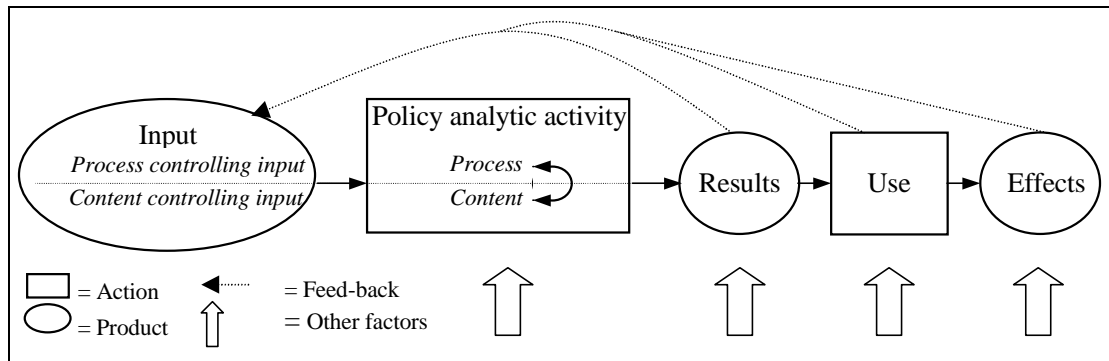 Input
Process controlling input
Content controlling input
Policy analytic activity
Process
Content
Results
Use
Effects
= Action
= Feed-back
= Product
= Other factors